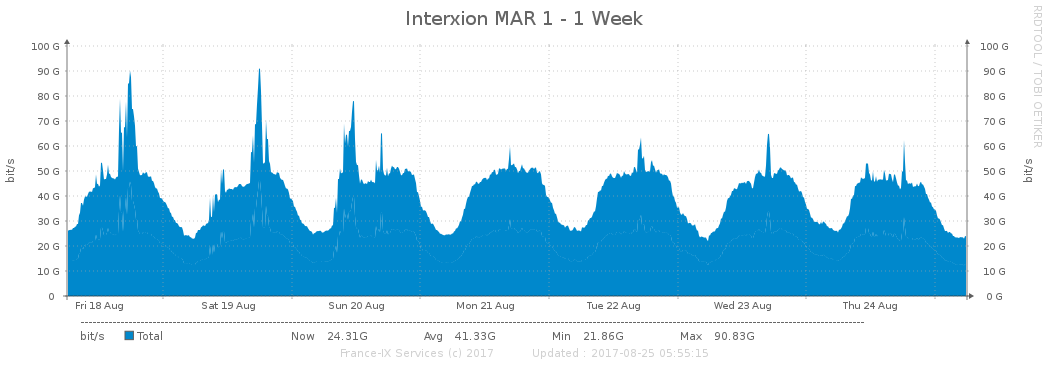 Interxion MAR 1 - 1 Week
RRDTOOL / TOBI OETIKER
bit/s
100 G 100 G
90 G 90 G
80 G 80 G
70 G 70 G
60 G 60 G
50 G 50 G
40 G 40 G
30 G 30 G
20 G 20 G
10 G 10 G
0 0 G
bit/s
Fri 18 Aug Sat 19 Aug Sun 20 Aug Mon 21 Aug Tue 22 Aug Wed 23 Aug Thu 24 Aug
bit/s Total Now 24.31G Avg 41.33G Min 21.86G Max 90.83G
France-IX Services (c) 2017 Updated : 2017-08-25 05:55:15